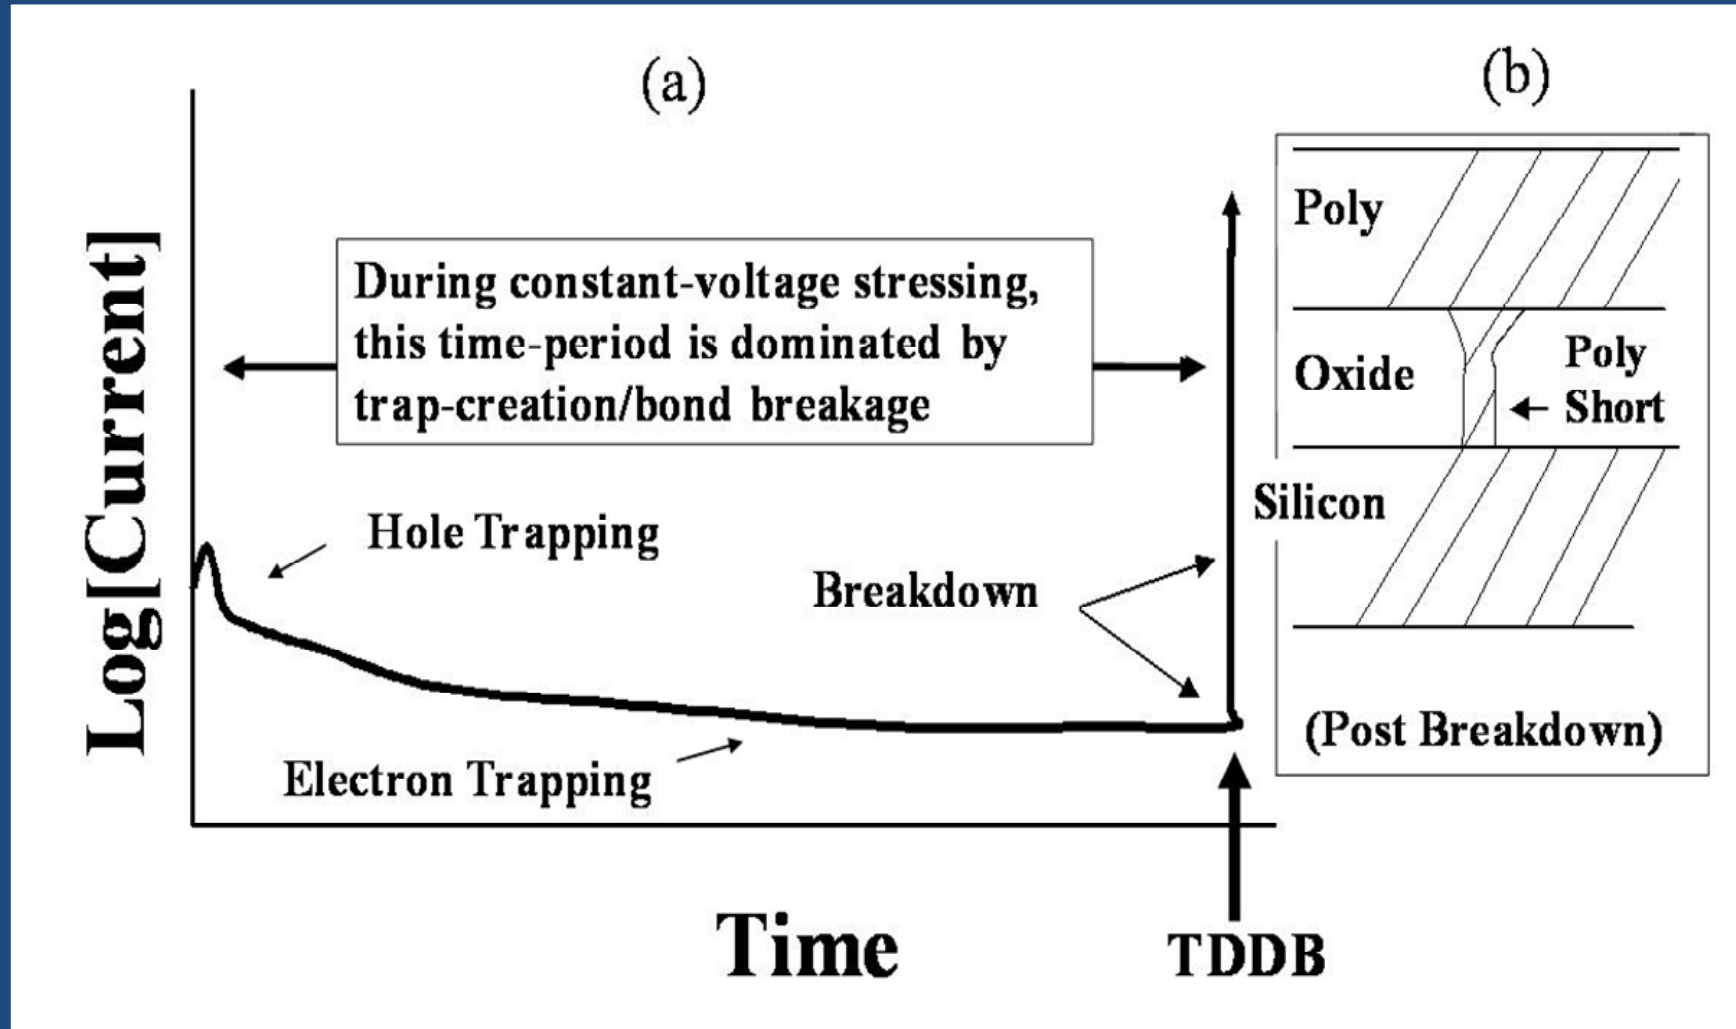 (a)
(b)
Log[Current]
During constant-voltage stressing,
this time-period is dominated by
trap-creation/bond breakage
Hole Trapping
Electron Trapping
Breakdown
Time
TDDB
Poly
Oxide
Poly
Short
Silicon
(Post Breakdown)